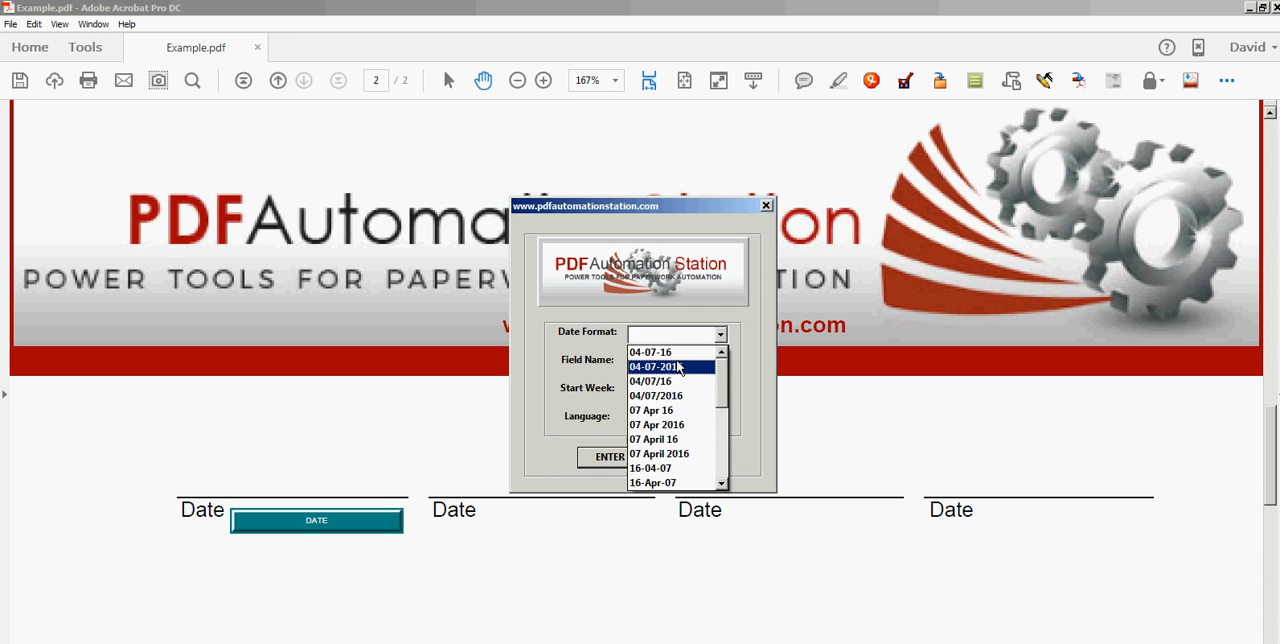 Example.pdf - Adobe Acrobat Pro DC
File Edit View Window Help
Home Tools Example.pdf × David
2 / 2 167%
PDFAutoma
on
POWER TOOLS FOR PAPERW
TION
n.com
www.pdfautomationstation.com
PDFAutomation Station
POWER TOOLS FOR PAPERWORK AUTOMATION
Date Format:
Field Name:
Start Week:
Language:
04-07-16
04-07-2016
04/07/16
04/07/2016
07 Apr 16
07 Apr 2016
07 April 16
07 April 2016
16-04-07
16-Apr-07
ENTER
Date Date Date Date
DATE